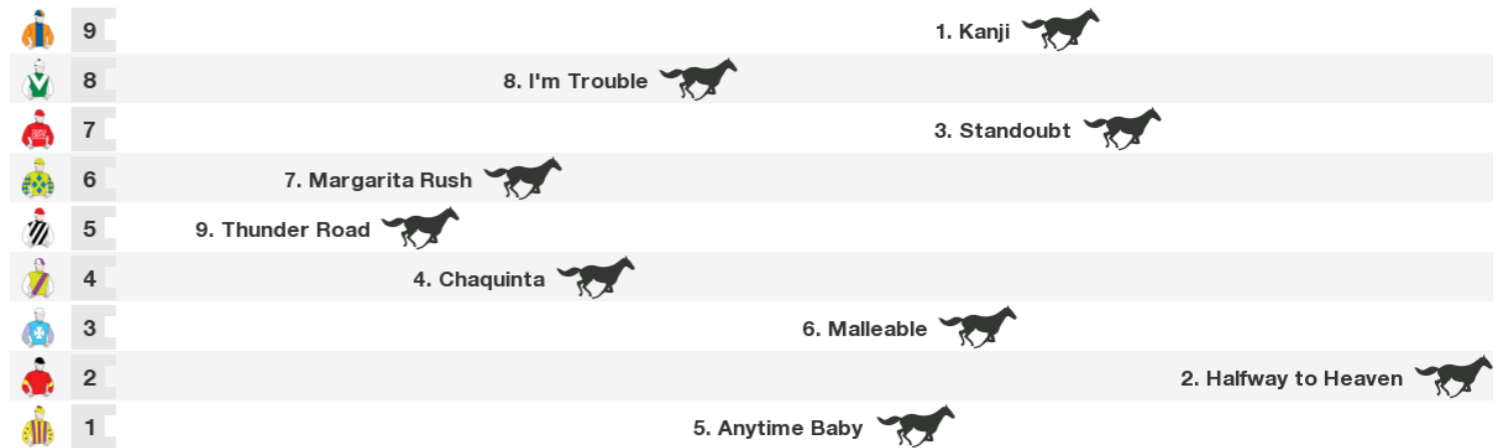 9 1. Kanji
8 8. I'm Trouble
7 3. Standoubt
6 7. Margarita Rush
5 9. Thunder Road
4 4. Chaquinta
3 6. Malleable
2 2. Halfway to Heaven
1 5. Anytime Baby